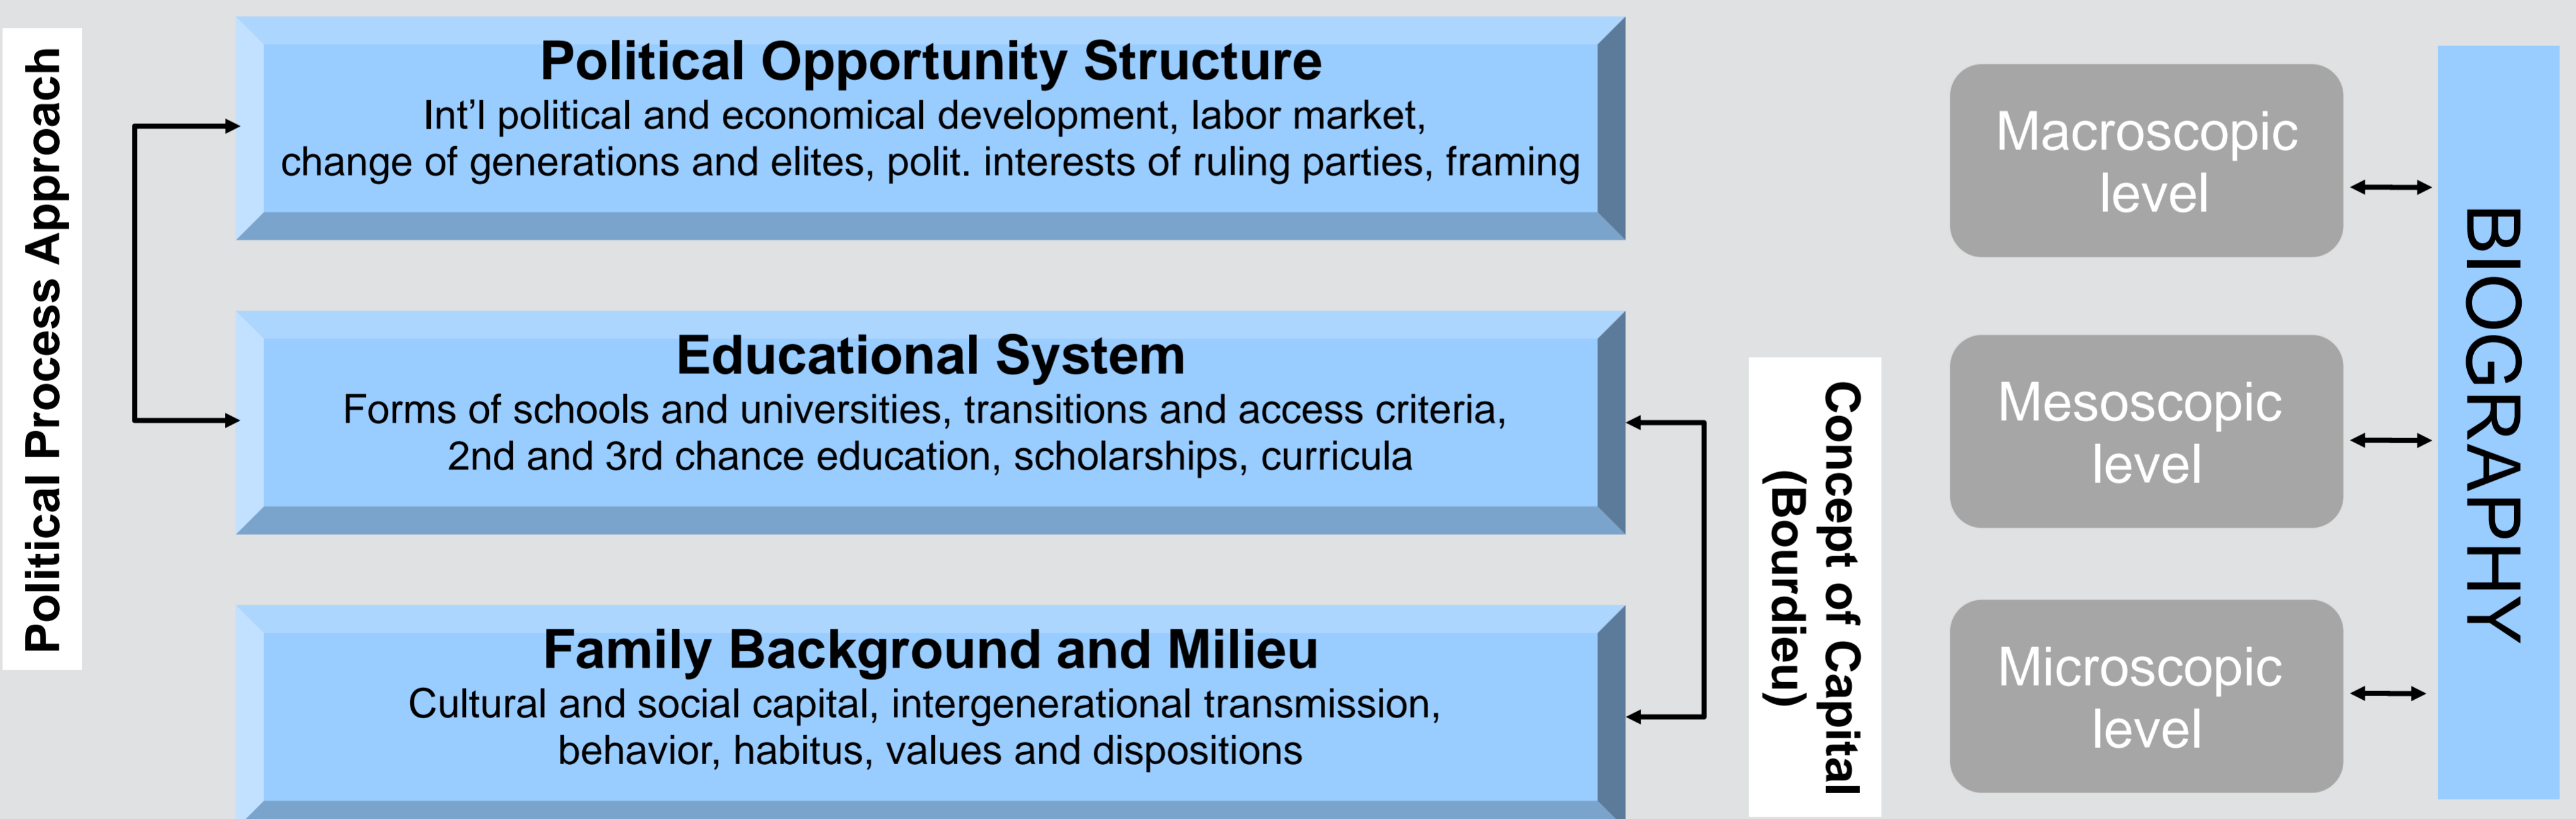 Political Process Approach
Political Opportunity Structure
Int'l political and economical development, labor market,
change of generations and elites, polit. interests of ruling parties, framing
Educational System
Forms of schools and universities, transitions and access criteria,
2nd and 3rd chance education, scholarships, curricula
Family Background and Milieu
Cultural and social capital, intergenerational transmission,
behavior, habitus, values and dispositions
Concept of Capital
(Bourdieu)
Macroscopic
level
Mesoscopic
level
Microscopic
level
BIOGRAPHY